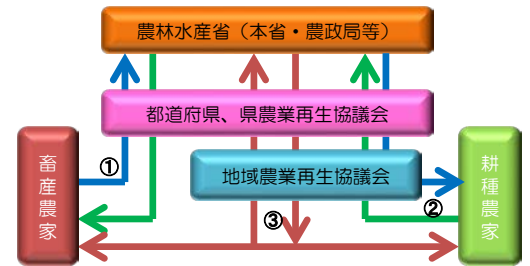 農林水産省（本省・農政局等）
都道府県、県農業再生協議会
畜産農家
①
地域農業再生協議会
耕種農家
②
③